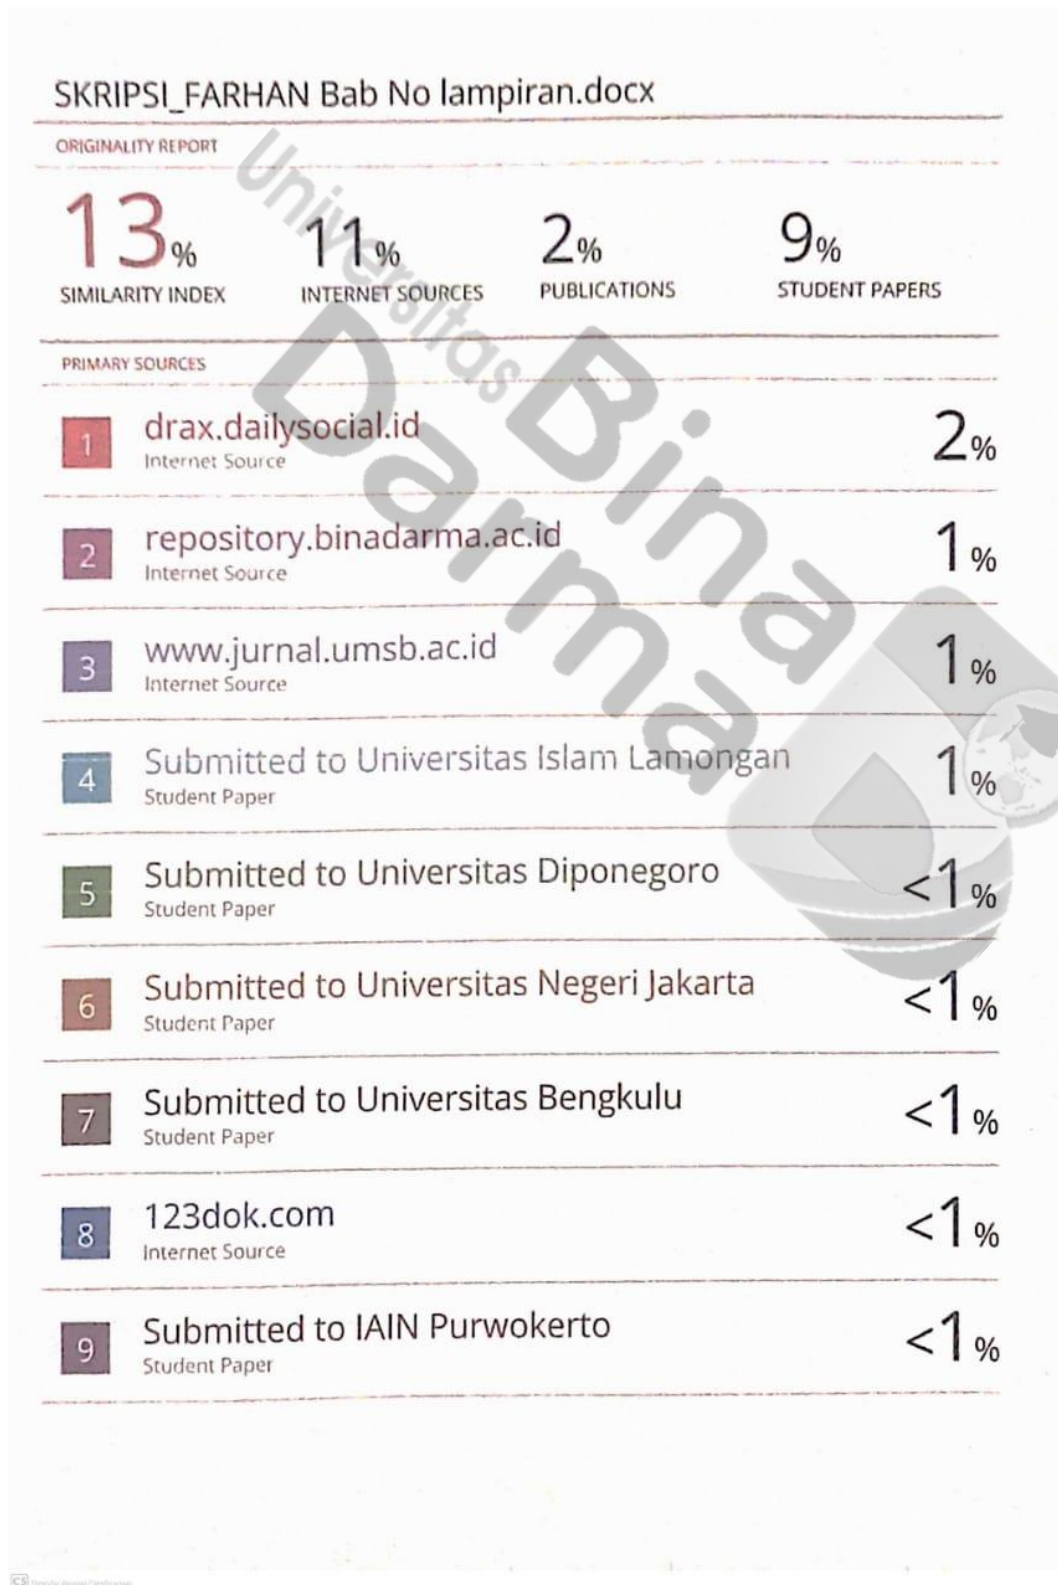 SKRIPSI_FARHAN Bab No lampiran.docx
ORIGINALITY REPORT
13% 11% 2% 9%
SIMILARITY INDEX INTERNET SOURCES PUBLICATIONS STUDENT PAPERS
PRIMARY SOURCES
1 drax.dailysocial.id 2%
Internet Source
2 repository.binadarma.ac.id 1%
Internet Source
3 www.jurnal.umsb.ac.id 1%
Internet Source
4 Submitted to Universitas Islam Lamongan 1%
Student Paper
5 Submitted to Universitas Diponegoro <1%
Student Paper
6 Submitted to Universitas Negeri Jakarta <1%
Student Paper
7 Submitted to Universitas Bengkulu <1%
Student Paper
8 123dok.com <1%
Internet Source
9 Submitted to IAIN Purwokerto <1%
Student Paper
Universitas
Bina
Darma
CS